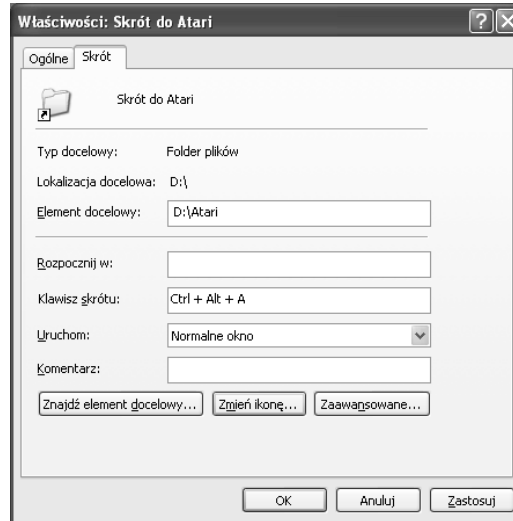 Właściwości: Skrót do Atari
Ogólne Skrót
Skrót do Atari
Typ docelowy: Folder plików
Lokalizacja docelowa: D:\
Element docelowy: D:\Atari
Rozpocznij w:
Klawisz skrótu: Ctrl + Alt + A
Uruchom: Normalne okno
Komentarz:
Znajdź element docelowy... Zmień ikonę... Zaawansowane...
OK Anuluj Zastosuj